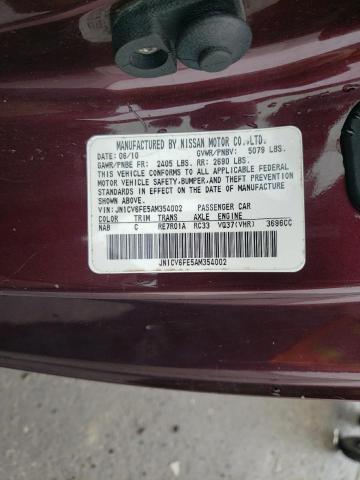 MANUFACTURED BY NISSAN MOTOR CO.,LTD.
DATE: 06/10 GVWR/PNBV: 5079 LBS.
GAWR/PNBE FR: 2405 LBS. RR: 2690 LBS.
THIS VEHICLE CONFORMS TO ALL APPLICABLE FEDERAL
MOTOR VEHICLE SAFETY,BUMPER,AND THEFT PREVENTION
STANDARDS IN EFFECT ON THE DATE OF MANUFACTURE
SHOWN ABOVE.
VIN: JN1CV6FE5AM354002 PASSENGER CAR
COLOR TRIM TRANS AXLE ENGINE
NAB C RE7R01A RC33 VQ37(VHR) 3696CC
JN1CV6FE5AM354002